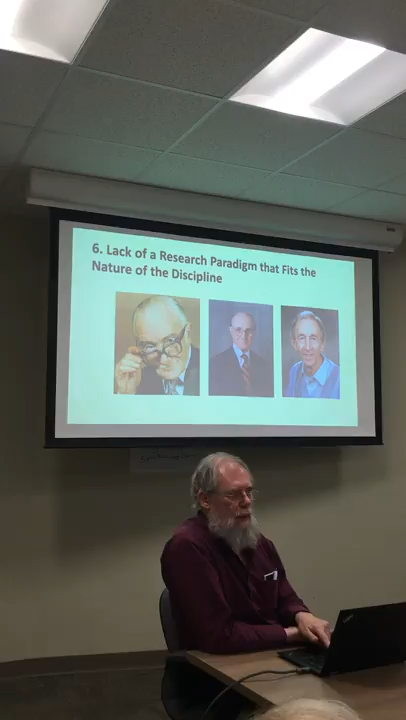 6. Lack of a Research Paradigm that Fits the
Nature of the Discipline